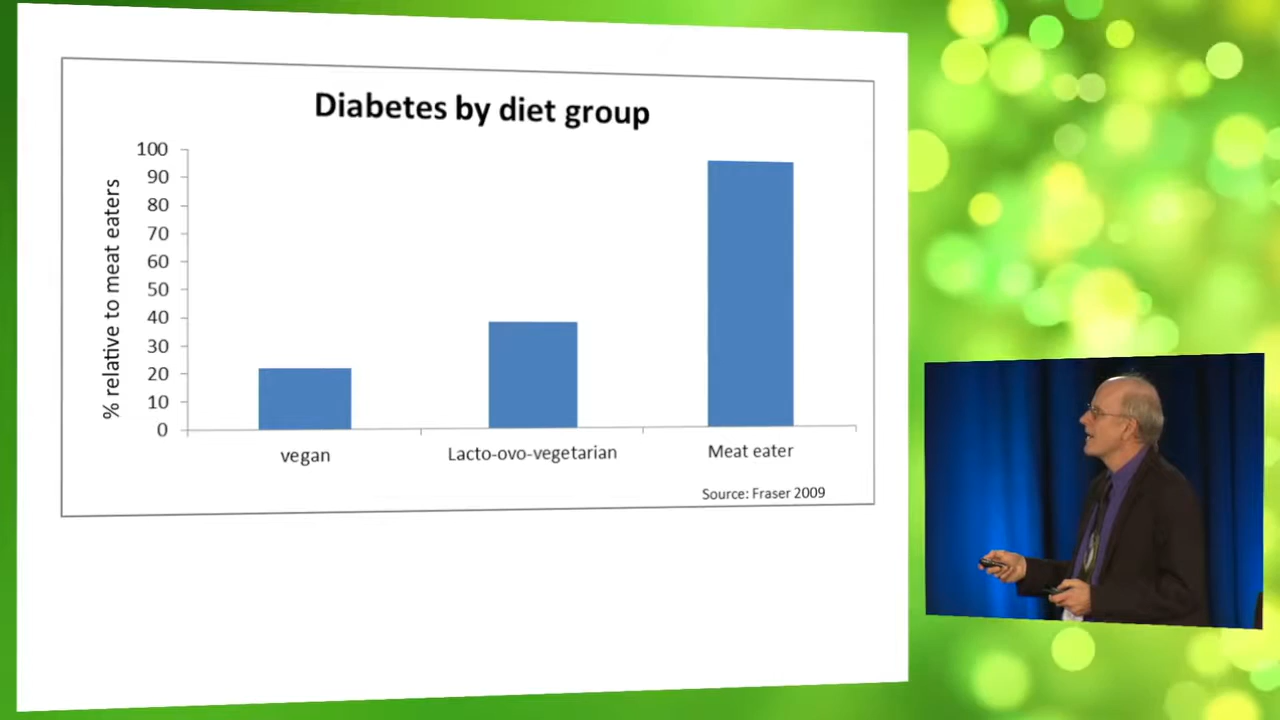 Diabetes by diet group
% relative to meat eaters
100
90
80
70
60
50
40
30
20
10
0
vegan
Lacto-ovo-vegetarian
Meat eater
Source: Fraser 2009